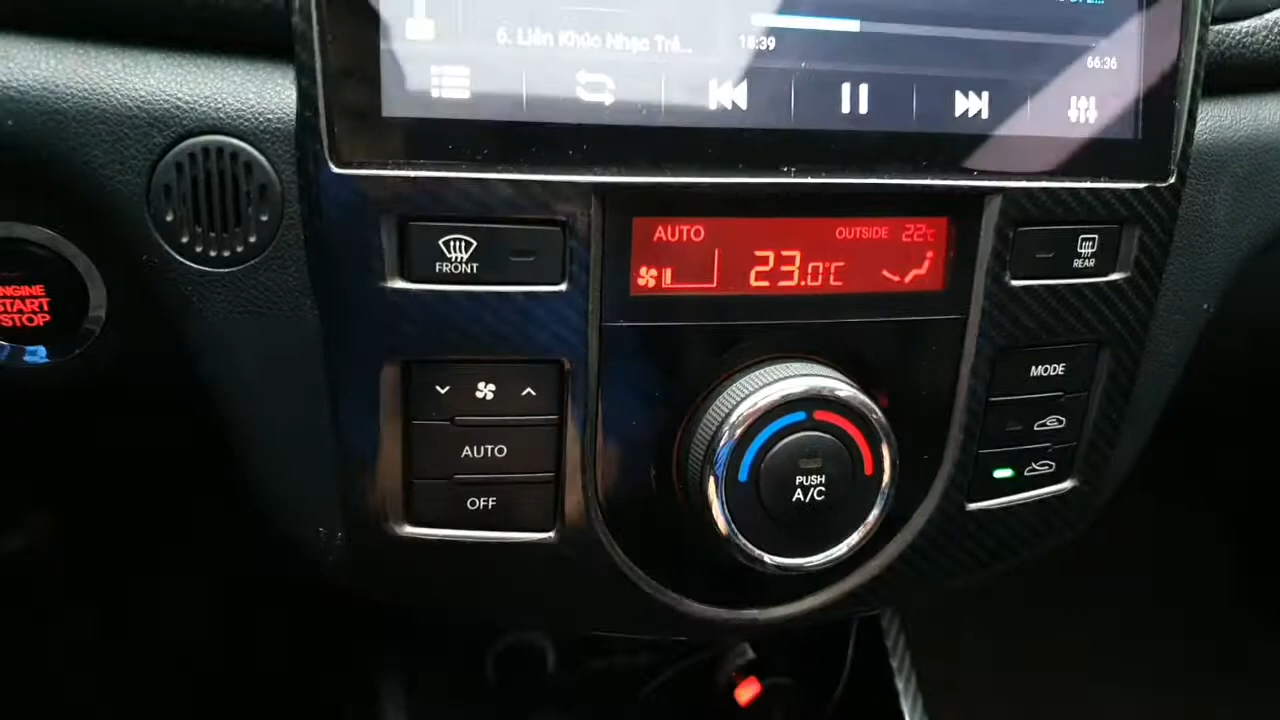 6. Liên Khúc Nhạc Trẻ...
18:39
66:36
FRONT
AUTO
OUTSIDE 22℃
23.0℃
REAR
ENGINE
START
STOP
MODE
AUTO
OFF
PUSH
A/C